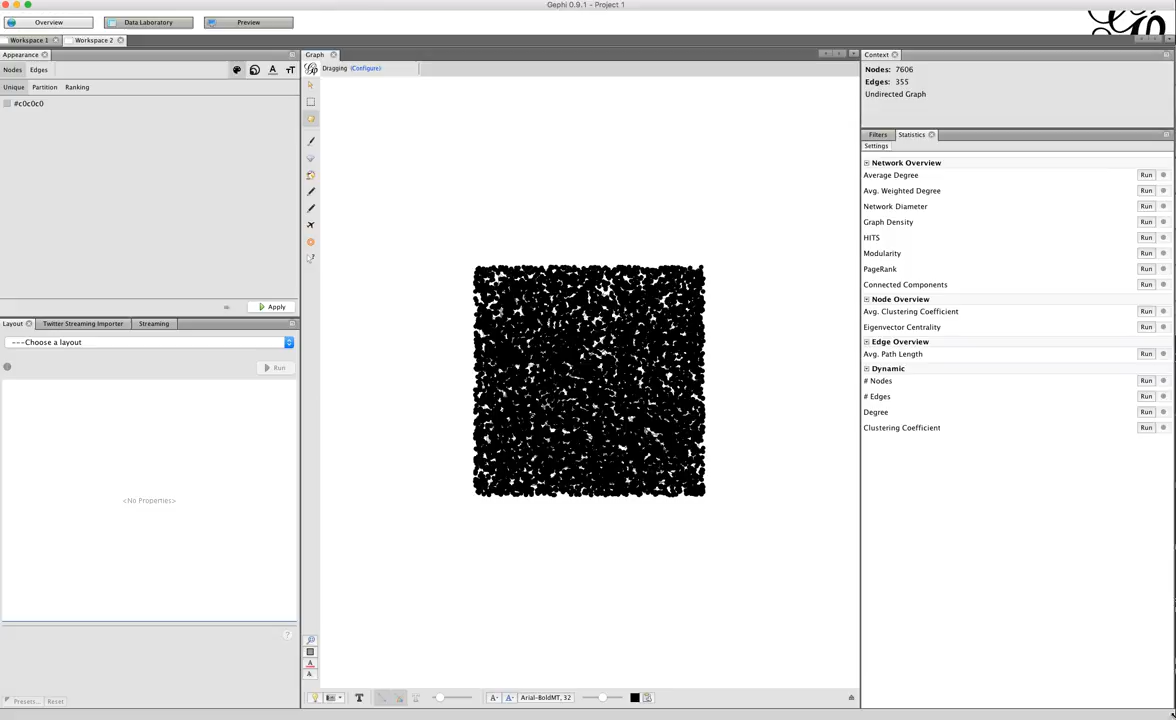 Gephi 0.9.1 - Project 1
Overview
Data Laboratory
Preview
Workspace 1
Workspace 2
Appearance
Nodes
Edges
Unique
Partition
Ranking
#c0c0c0
Apply
Layout
Twitter Streaming Importer
Streaming
---Choose a layout
Run
<No Properties>
?
Presets...
Reset
Graph
Dragging
(Configure)
T
A-
A-
Arial-BoldMT, 32
Context
Nodes: 7606
Edges: 355
Undirected Graph
Filters
Statistics
Settings
Network Overview
Average Degree Run
Avg. Weighted Degree Run
Network Diameter Run
Graph Density Run
HITS Run
Modularity Run
PageRank Run
Connected Components Run
Node Overview
Avg. Clustering Coefficient Run
Eigenvector Centrality Run
Edge Overview
Avg. Path Length Run
Dynamic
# Nodes Run
# Edges Run
Degree Run
Clustering Coefficient Run